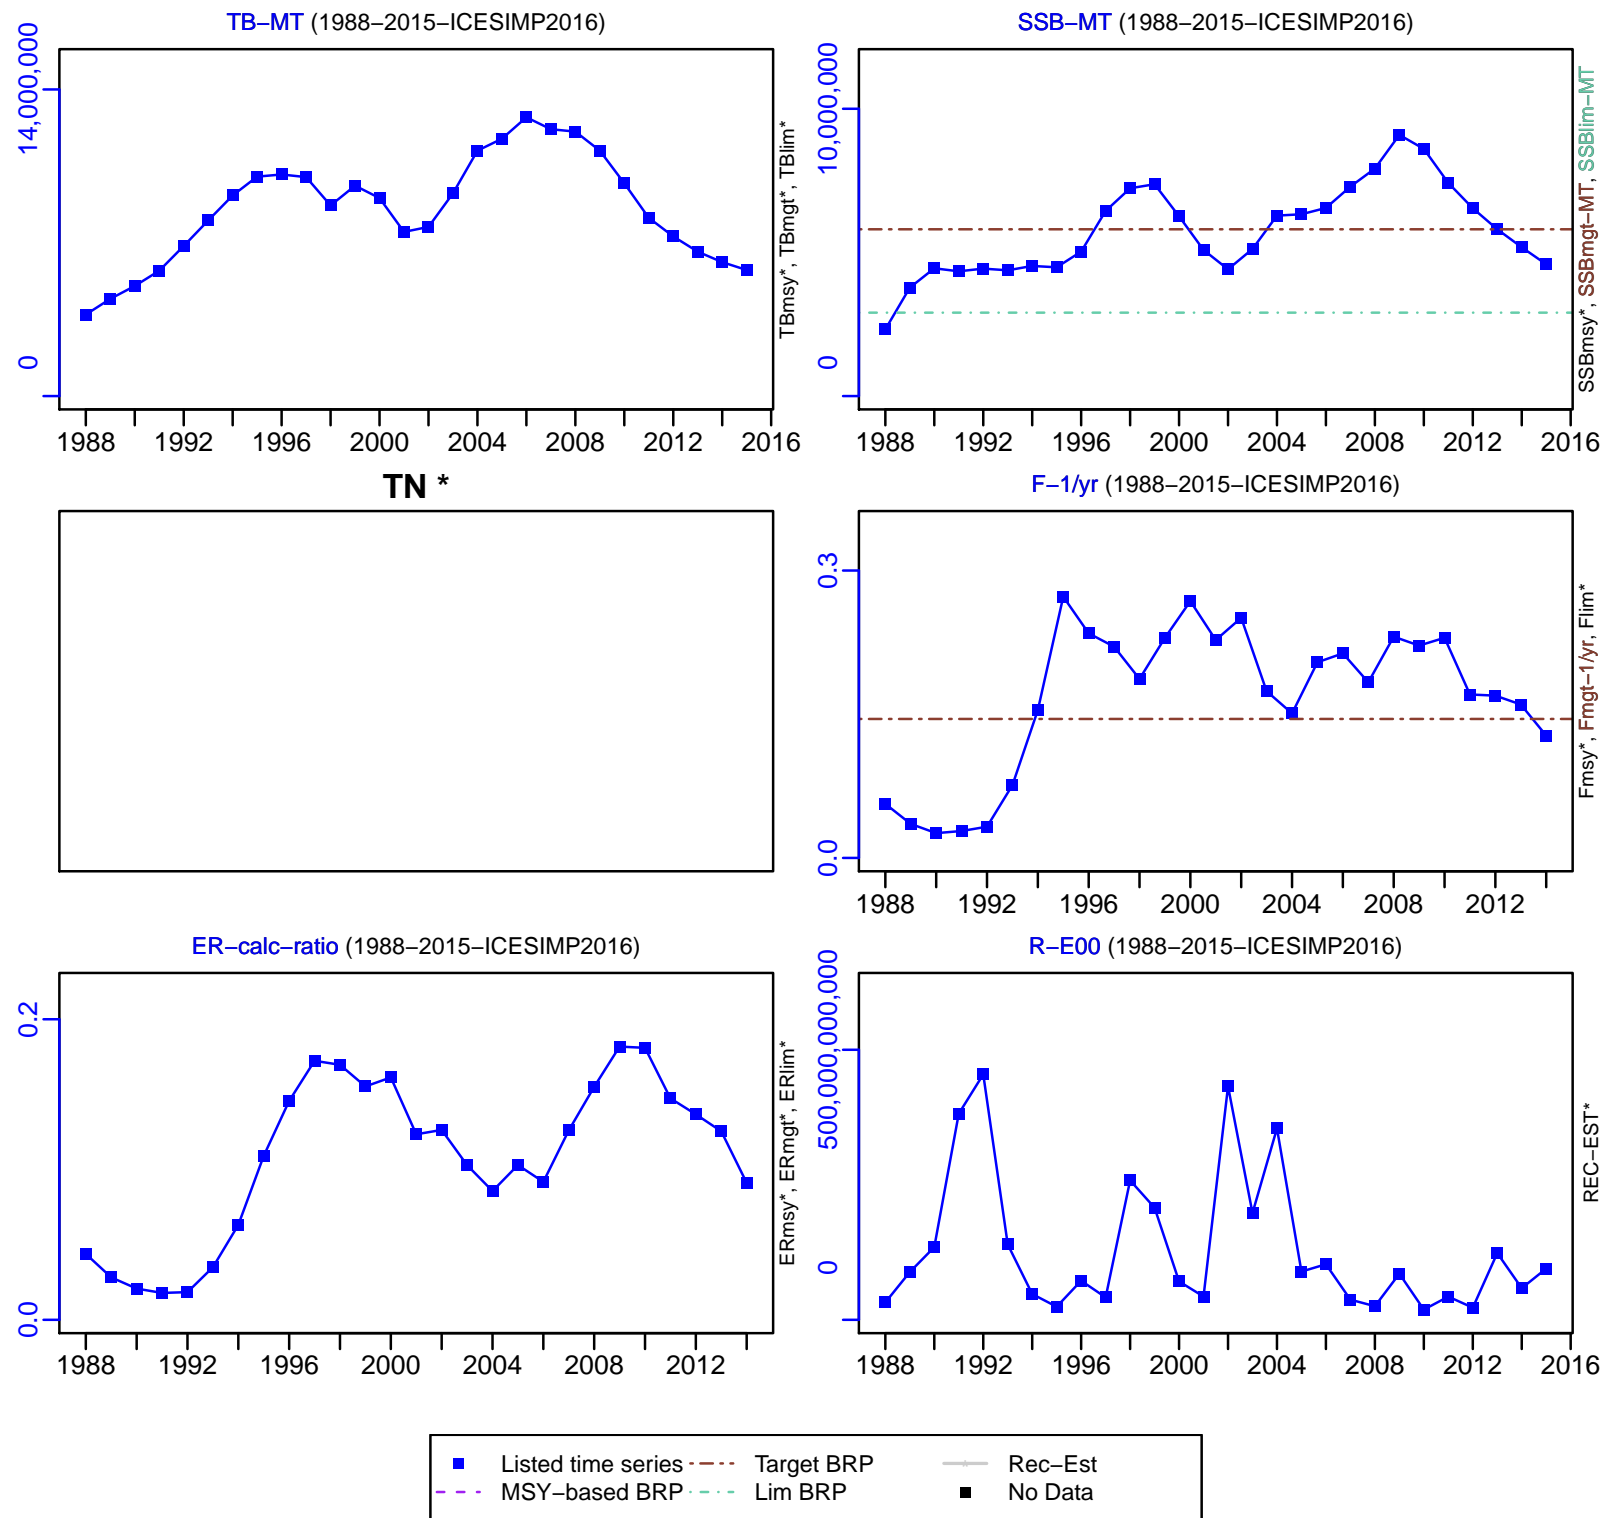 TB−MT (1988−2015−ICESIMP2016)
14,000,000
0
TBmsy*, TBmgt*, TBlim*
1988 1992 1996 2000 2004 2008 2012 2016
SSB−MT (1988−2015−ICESIMP2016)
10,000,000
0
SSBmsy*, SSBmgt−MT, SSBlim−MT
1988 1992 1996 2000 2004 2008 2012 2016
TN *
F−1/yr (1988−2015−ICESIMP2016)
0.3
0.0
Fmsy*, Fmgt−1/yr, Flim*
1988 1992 1996 2000 2004 2008 2012
ER−calc−ratio (1988−2015−ICESIMP2016)
0.2
0.0
ERmsy*, ERmgt*, ERlim*
1988 1992 1996 2000 2004 2008 2012
R−E00 (1988−2015−ICESIMP2016)
500,000,000
0
REC−EST*
1988 1992 1996 2000 2004 2008 2012 2016
Listed time series Target BRP Rec−Est
MSY−based BRP Lim BRP No Data